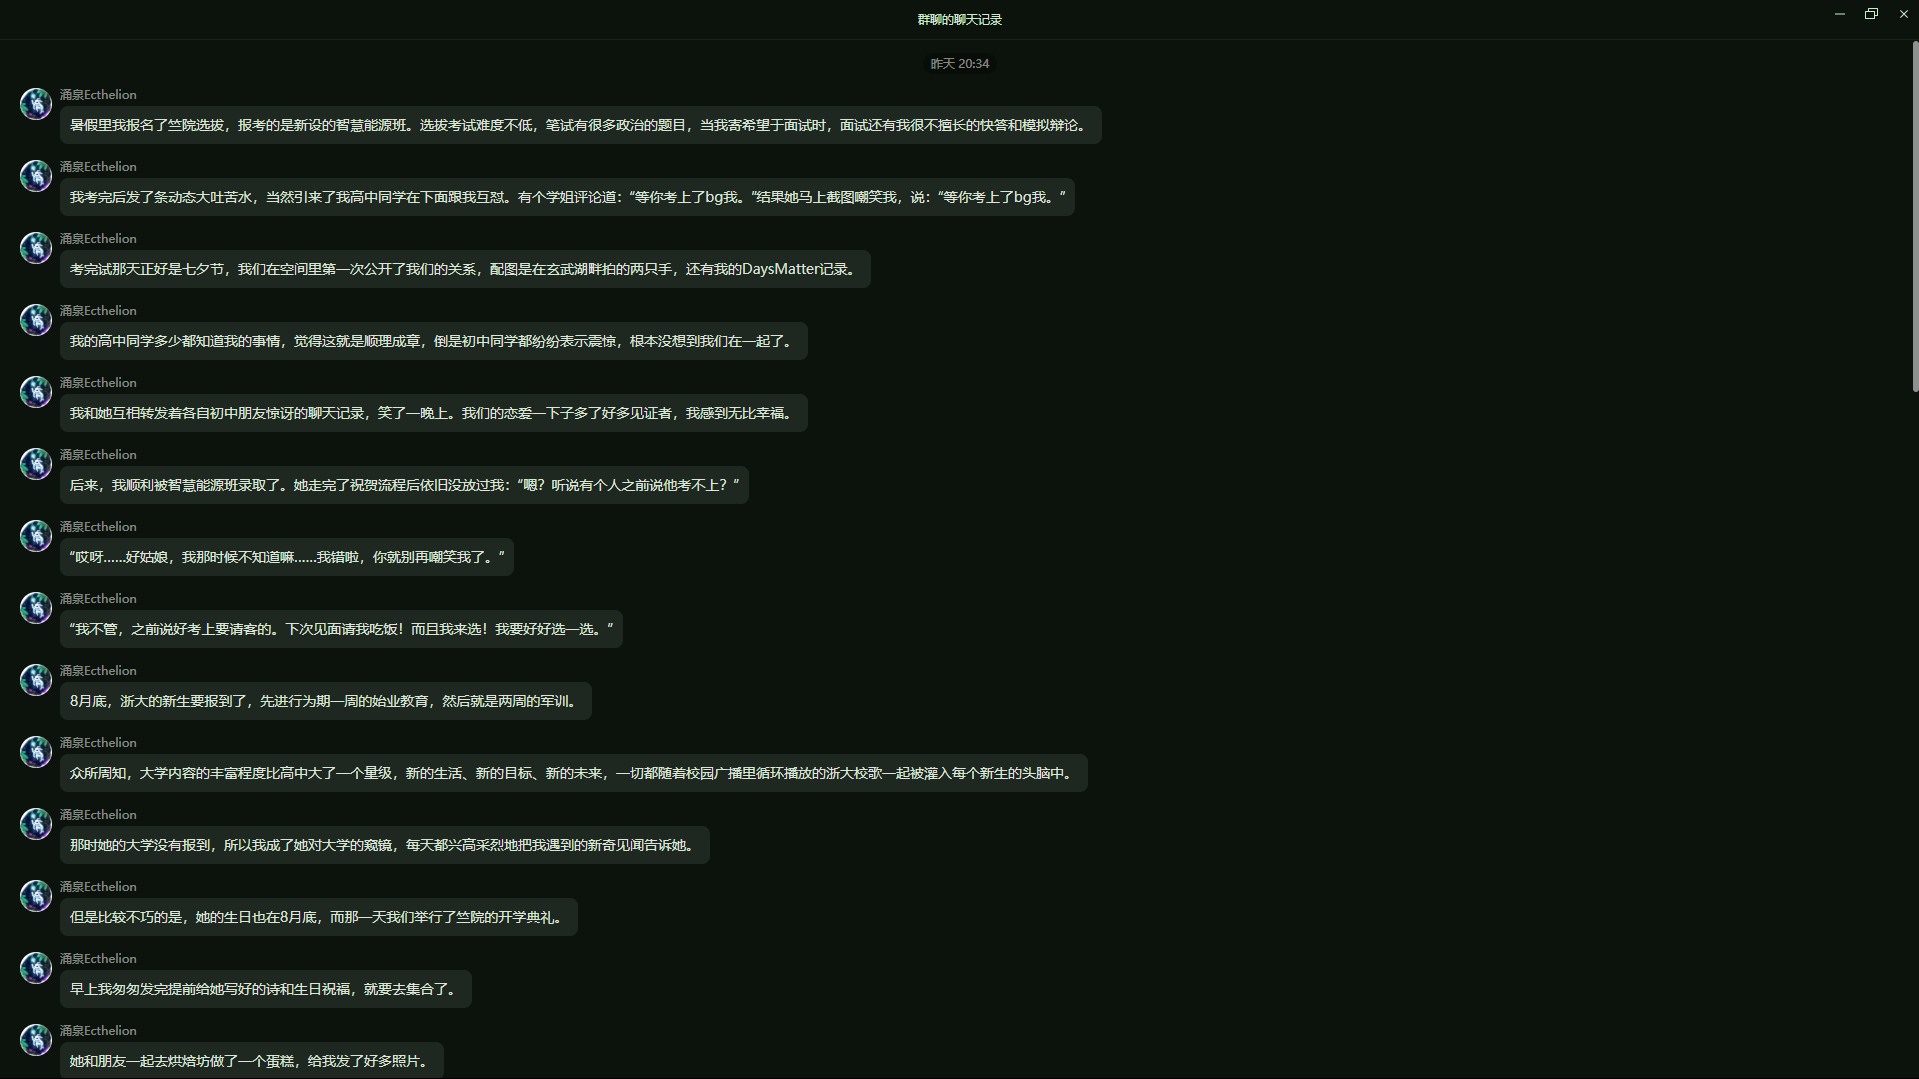 群聊的聊天记录
昨天 20:34
涌泉Ecthelion
暑假里我报名了竺院选拔，报考的是新设的智慧能源班。选拔考试难度不低，笔试有很多政治的题目，当我寄希望于面试时，面试还有我很不擅长的快答和模拟辩论。
涌泉Ecthelion
我考完后发了条动态大吐苦水，当然引来了我高中同学在下面跟我互怼。有个学姐评论道：“等你考上了bg我。“结果她马上截图嘲笑我，说：“等你考上了bg我。”
涌泉Ecthelion
考完试那天正好是七夕节，我们在空间里第一次公开了我们的关系，配图是在玄武湖畔拍的两只手，还有我的DaysMatter记录。
涌泉Ecthelion
我的高中同学多少都知道我的事情，觉得这就是顺理成章，倒是初中同学都纷纷表示震惊，根本没想到我们在一起了。
涌泉Ecthelion
我和她互相转发着各自初中朋友惊讶的聊天记录，笑了一晚上。我们的恋爱一下子多了好多见证者，我感到无比幸福。
涌泉Ecthelion
后来，我顺利被智慧能源班录取了。她走完了祝贺流程后依旧没放过我：“嗯？听说有个人之前说他考不上？“
涌泉Ecthelion
“哎呀……好姑娘，我那时候不知道嘛……我错啦，你就别再嘲笑我了。”
涌泉Ecthelion
“我不管，之前说好考上要请客的。下次见面请我吃饭！而且我来选！我要好好选一选。”
涌泉Ecthelion
8月底，浙大的新生要报到了，先进行为期一周的始业教育，然后就是两周的军训。
涌泉Ecthelion
众所周知，大学内容的丰富程度比高中大了一个量级，新的生活、新的目标、新的未来，一切都随着校园广播里循环播放的浙大校歌一起被灌入每个新生的头脑中。
涌泉Ecthelion
那时她的大学没有报到，所以我成了她对大学的窥镜，每天都兴高采烈地把我遇到的新奇见闻告诉她。
涌泉Ecthelion
但是比较不巧的是，她的生日也在8月底，而那一天我们举行了竺院的开学典礼。
涌泉Ecthelion
早上我匆匆发完提前给她写好的诗和生日祝福，就要去集合了。
涌泉Ecthelion
她和朋友一起去烘焙坊做了一个蛋糕，给我发了好多照片。